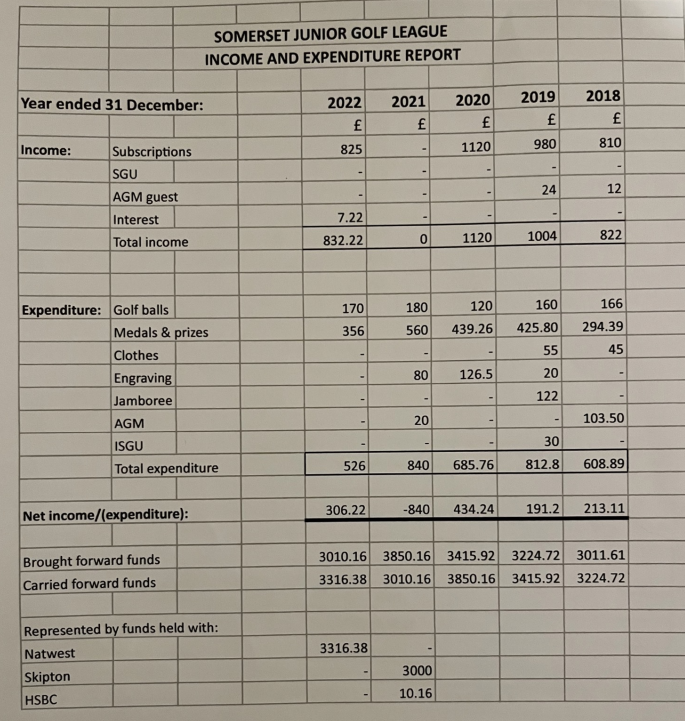 SOMERSET JUNIOR GOLF LEAGUE
INCOME AND EXPENDITURE REPORT
Year ended 31 December: 2022 2021 2020 2019 2018
£ £ £ £ £
Income: Subscriptions 825 - 1120 980 810
SGU - - - - -
AGM guest - - - 24 12
Interest 7.22 - - - -
Total income 832.22 0 1120 1004 822
Expenditure: Golf balls 170 180 120 160 166
Medals & prizes 356 560 439.26 425.80 294.39
Clothes - - - 55 45
Engraving - 80 126.5 20 -
Jamboree - - - 122 -
AGM - 20 - - 103.50
ISGU - - - 30 -
Total expenditure 526 840 685.76 812.8 608.89
Net income/(expenditure): 306.22 -840 434.24 191.2 213.11
Brought forward funds 3010.16 3850.16 3415.92 3224.72 3011.61
Carried forward funds 3316.38 3010.16 3850.16 3415.92 3224.72
Represented by funds held with:
Natwest 3316.38 -
Skipton - 3000
HSBC - 10.16